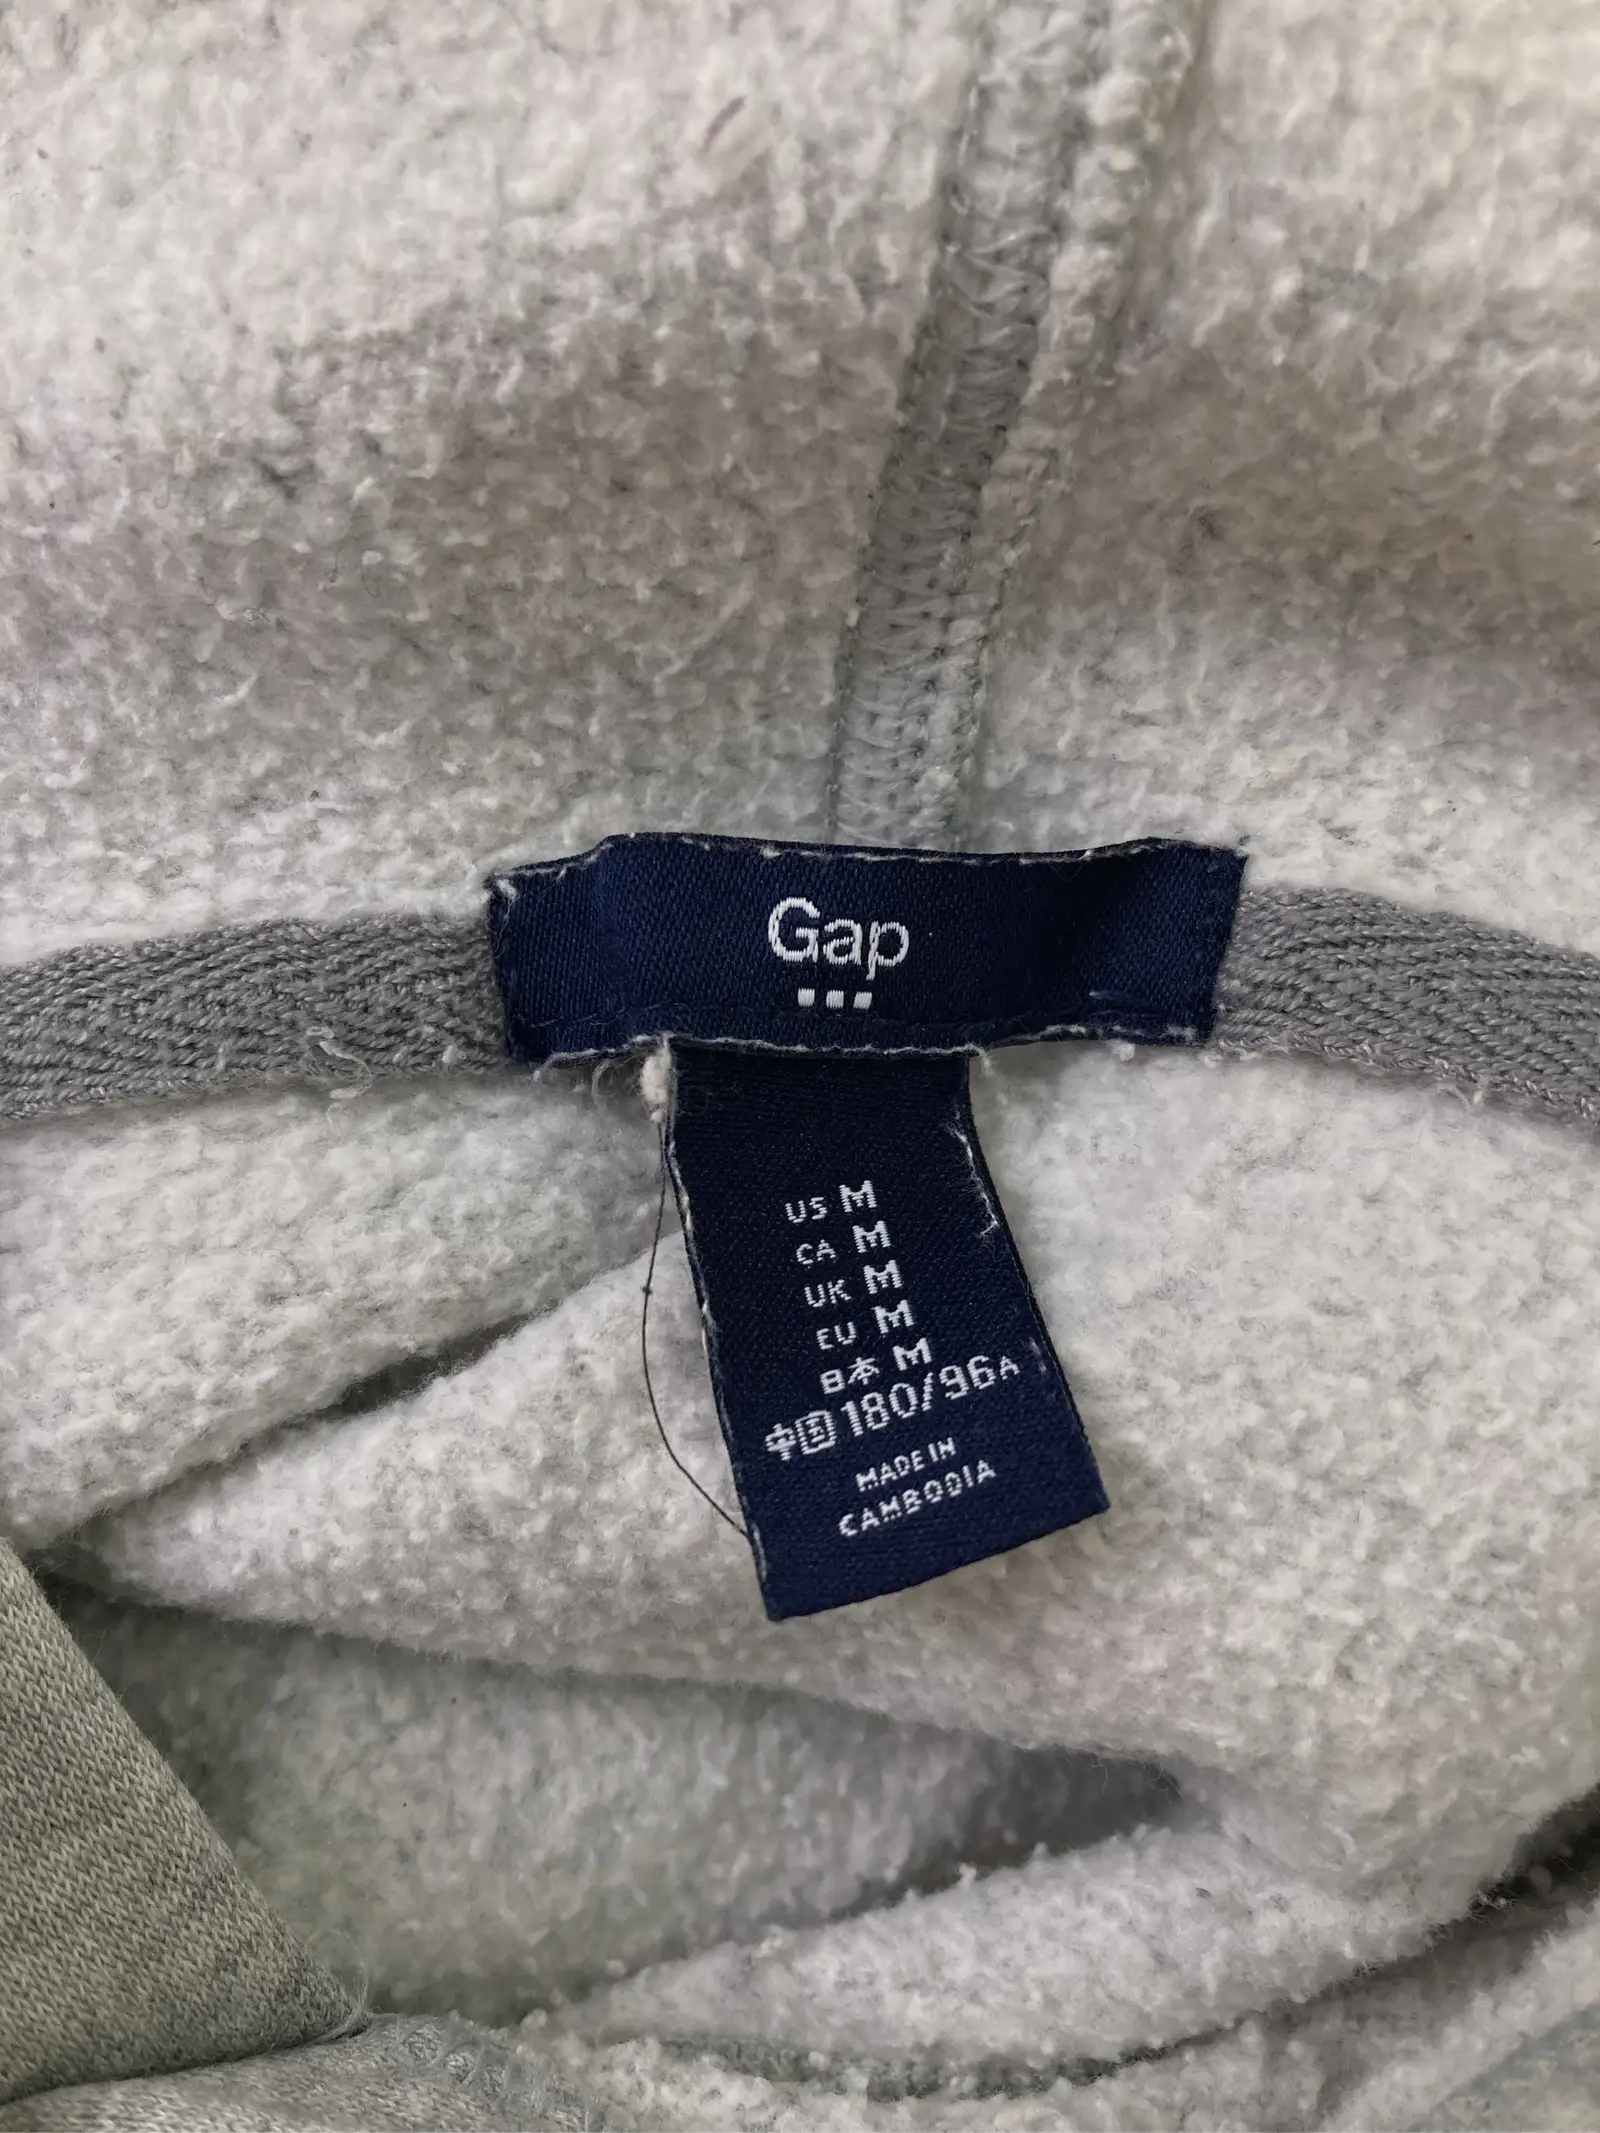 Gap
US M
CA M
UK M
EU M
日本 M
中国 180/96A
MADE IN
CAMBODIA